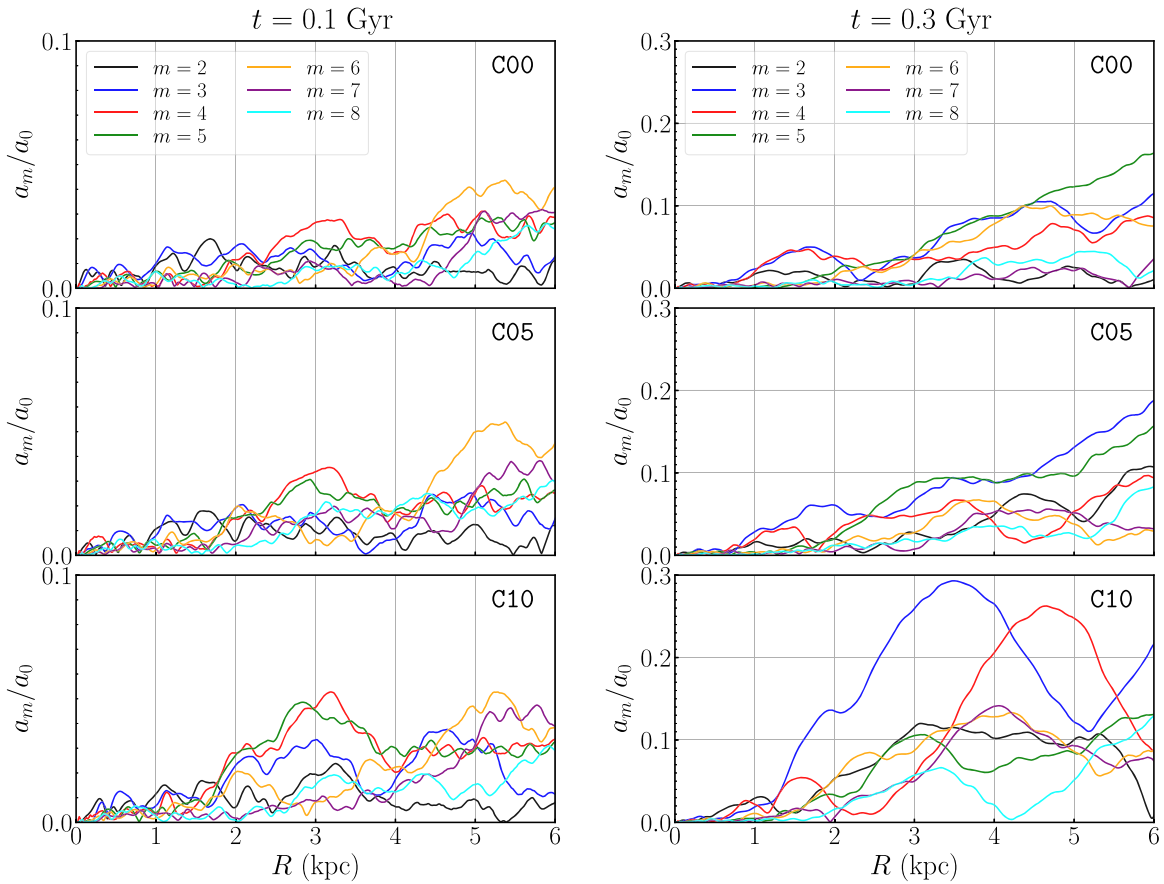 t = 0.1 Gyr
t = 0.3 Gyr
0.1
a_m/a_0
0.0
m = 2
m = 3
m = 4
m = 5
m = 6
m = 7
m = 8
C00
0.3
0.2
0.1
0.0
a_m/a_0
m = 2
m = 3
m = 4
m = 5
m = 6
m = 7
m = 8
C00
0.1
a_m/a_0
0.0
C05
0.3
0.2
0.1
0.0
a_m/a_0
C05
0.1
a_m/a_0
0.0
C10
0 1 2 3 4 5 6
R (kpc)
0.3
0.2
0.1
0.0
a_m/a_0
C10
0 1 2 3 4 5 6
R (kpc)